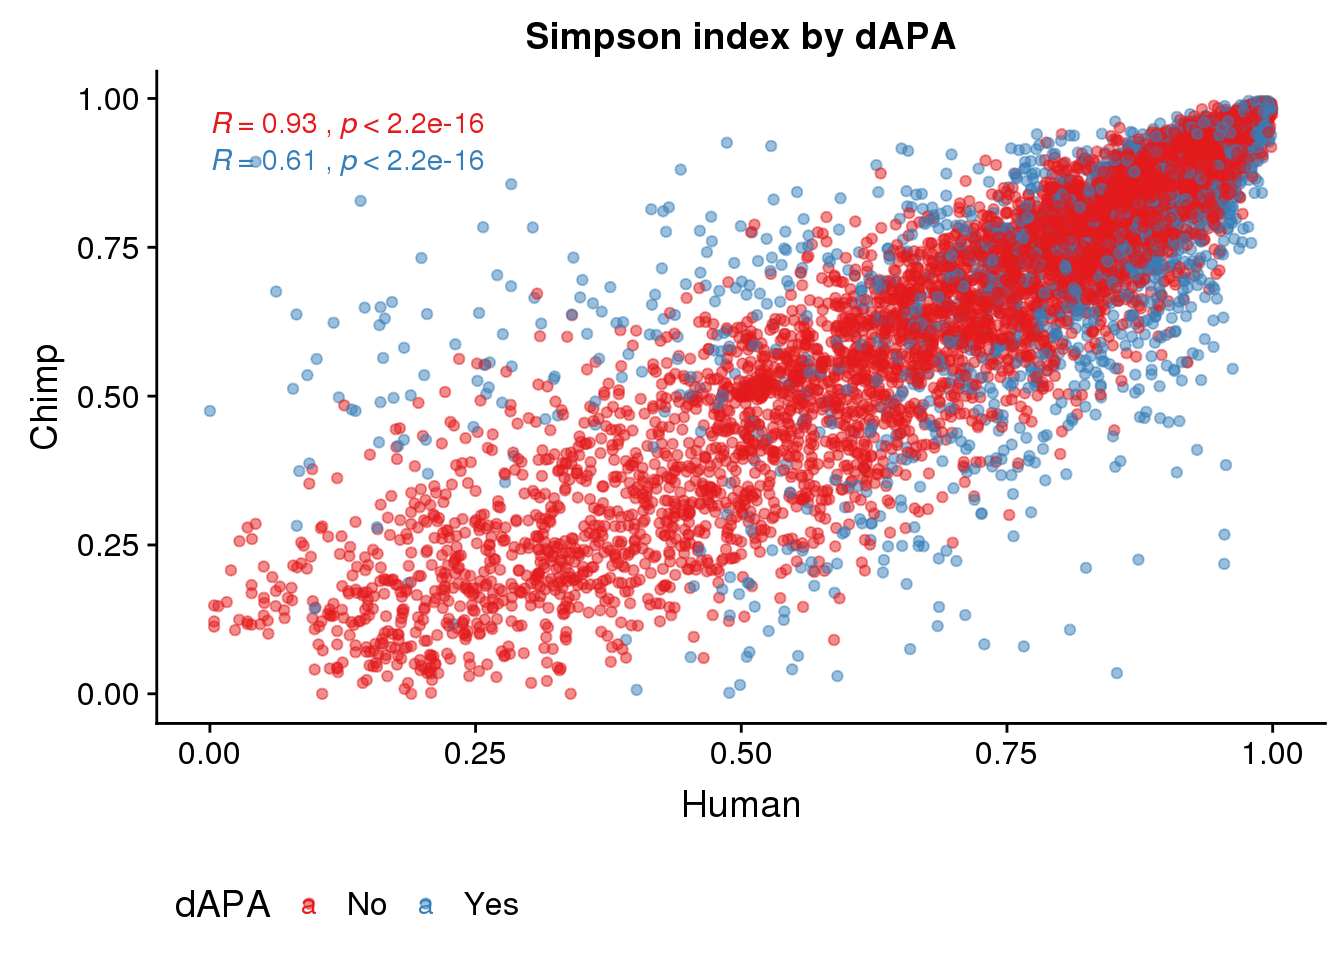 Simpson index by dAPA
R = 0.93 , p < 2.2e-16
R = 0.61 , p < 2.2e-16
1.00
0.75
0.50
0.25
0.00
Chimp
0.00 0.25 0.50 0.75 1.00
Human
dAPA a No a Yes